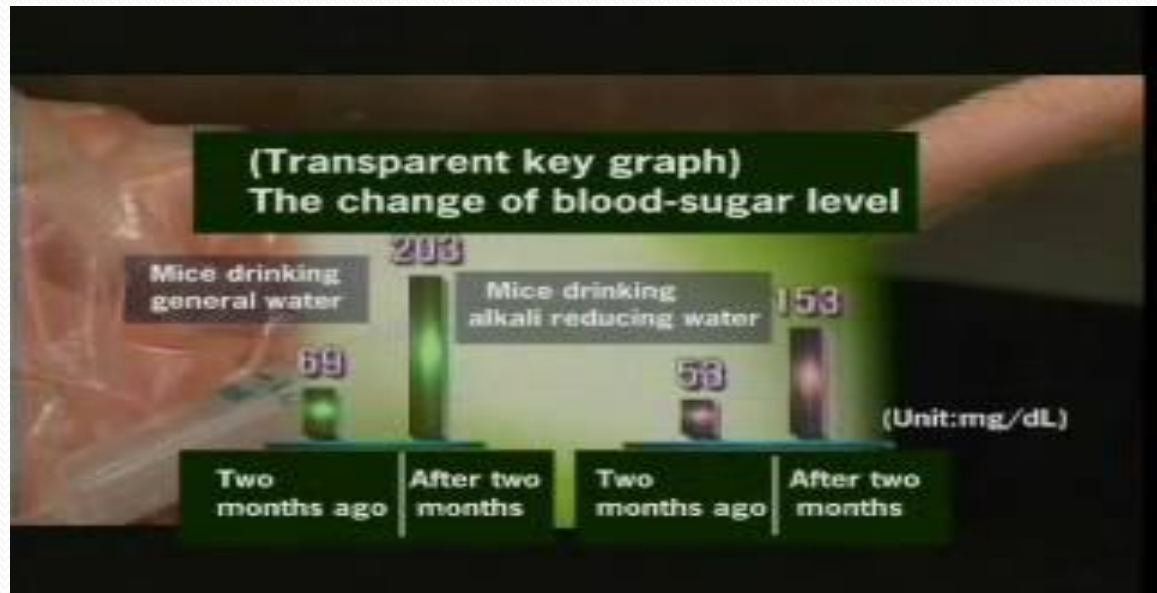 (Transparent key graph)
The change of blood-sugar level
Mice drinking
general water
203
69
Mice drinking
alkali reducing water
153
53
(Unit:mg/dL)
Two
months ago
After two
months
Two
months ago
After two
months